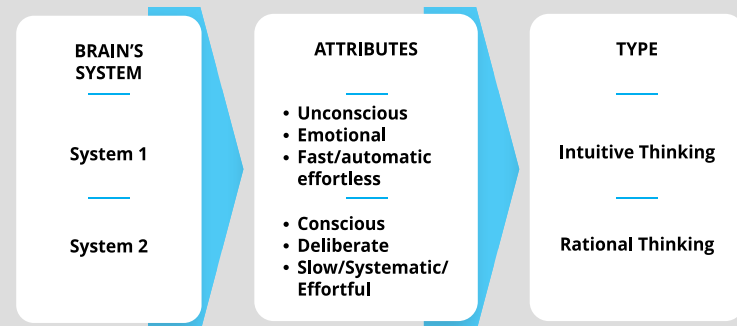 BRAIN'S
SYSTEM
System 1
System 2
ATTRIBUTES
• Unconscious
• Emotional
• Fast/automatic
effortless
• Conscious
• Deliberate
• Slow/Systematic/
Effortful
TYPE
Intuitive Thinking
Rational Thinking